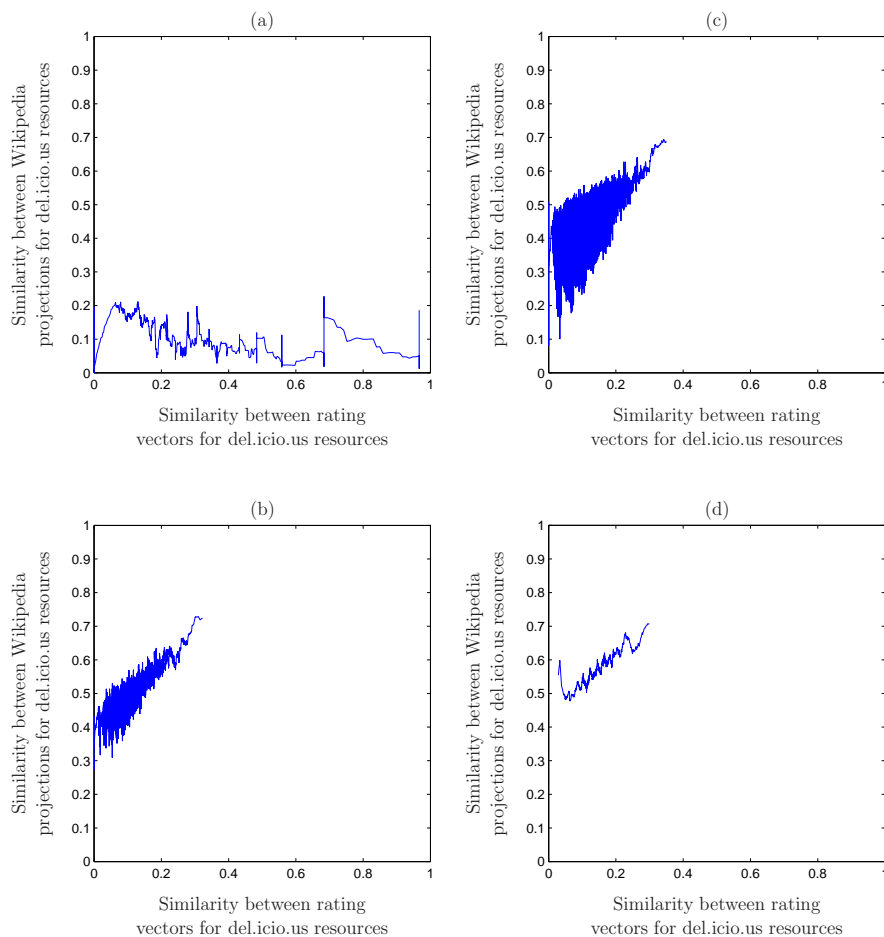 (a)
Similarity between Wikipedia
projections for del.icio.us resources
1
0.9
0.8
0.7
0.6
0.5
0.4
0.3
0.2
0.1
0
0 0.2 0.4 0.6 0.8 1
Similarity between rating
vectors for del.icio.us resources
(c)
Similarity between Wikipedia
projections for del.icio.us resources
1
0.9
0.8
0.7
0.6
0.5
0.4
0.3
0.2
0.1
0
0 0.2 0.4 0.6 0.8 1
Similarity between rating
vectors for del.icio.us resources
(b)
Similarity between Wikipedia
projections for del.icio.us resources
1
0.9
0.8
0.7
0.6
0.5
0.4
0.3
0.2
0.1
0
0 0.2 0.4 0.6 0.8 1
Similarity between rating
vectors for del.icio.us resources
(d)
Similarity between Wikipedia
projections for del.icio.us resources
1
0.9
0.8
0.7
0.6
0.5
0.4
0.3
0.2
0.1
0
0 0.2 0.4 0.6 0.8 1
Similarity between rating
vectors for del.icio.us resources